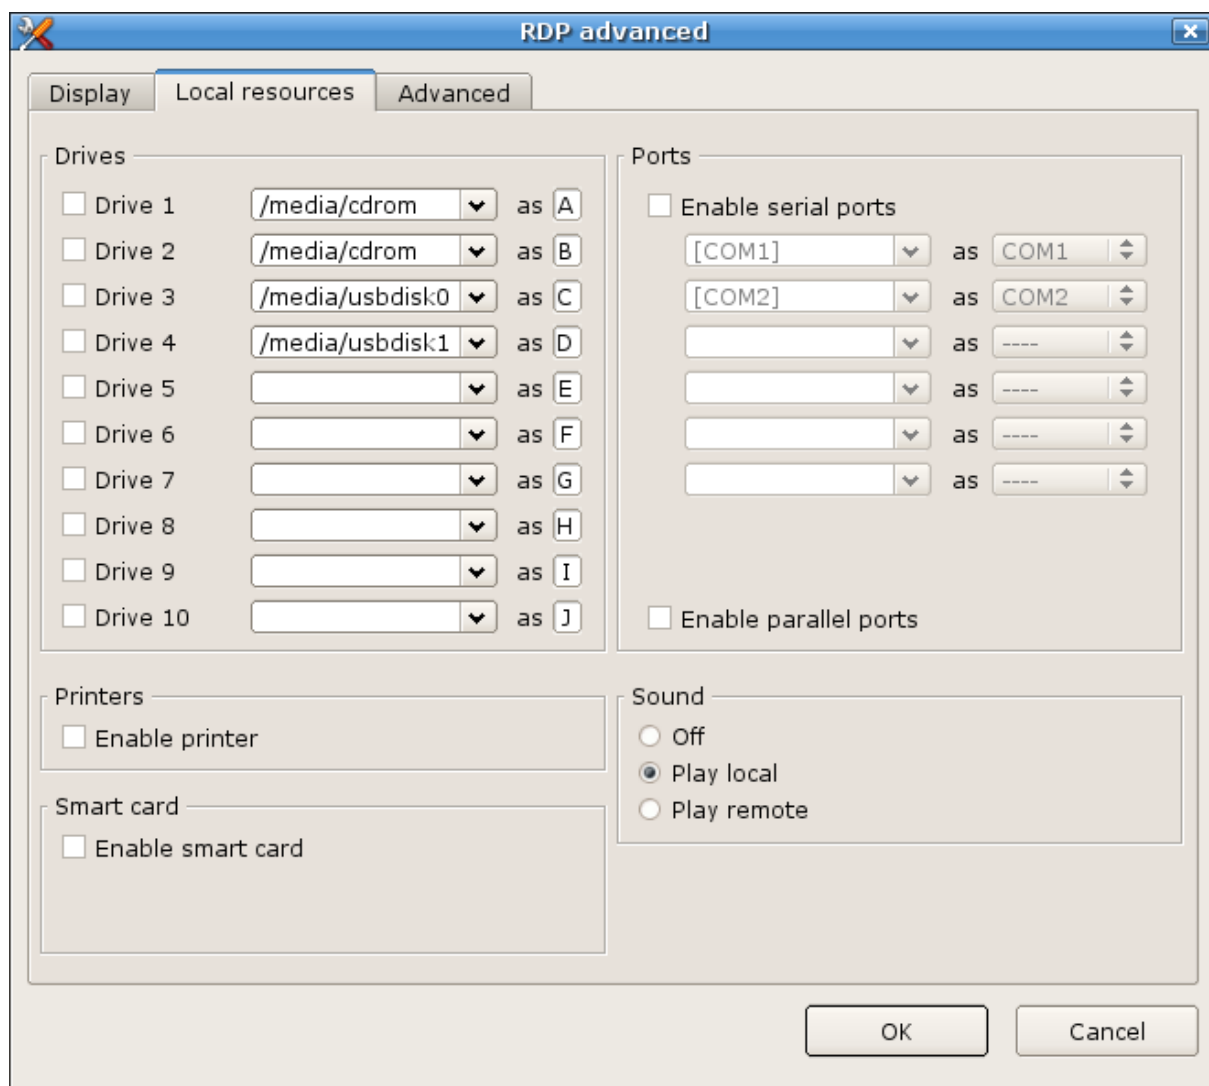 RDP advanced
Display Local resources Advanced
Drives
Drive 1 /media/cdrom as A
Drive 2 /media/cdrom as B
Drive 3 /media/usbdisk0 as C
Drive 4 /media/usbdisk1 as D
Drive 5 as E
Drive 6 as F
Drive 7 as G
Drive 8 as H
Drive 9 as I
Drive 10 as J
Ports
Enable serial ports
[COM1] as COM1
[COM2] as COM2
as ----
as ----
as ----
as ----
Enable parallel ports
Printers
Enable printer
Smart card
Enable smart card
Sound
Off
Play local
Play remote
OK Cancel